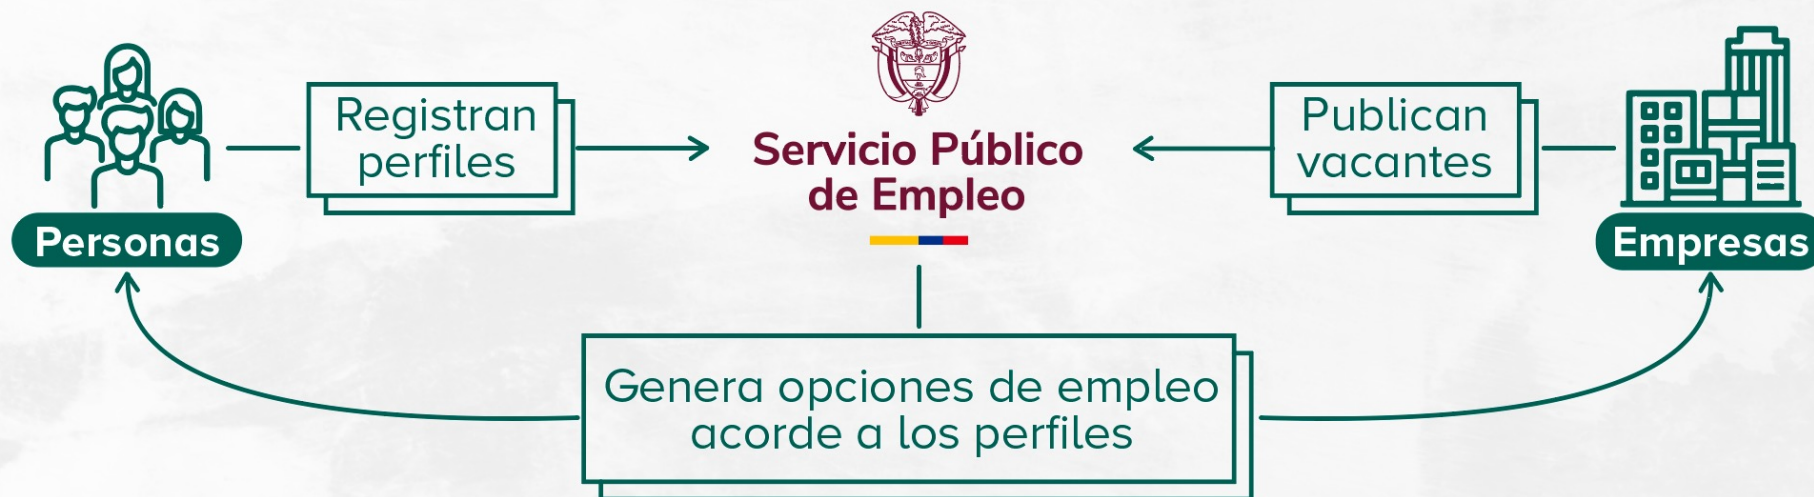 Registran
perfiles
Servicio Público
de Empleo
Publican
vacantes
Personas
Empresas
Genera opciones de empleo
acorde a los perfiles